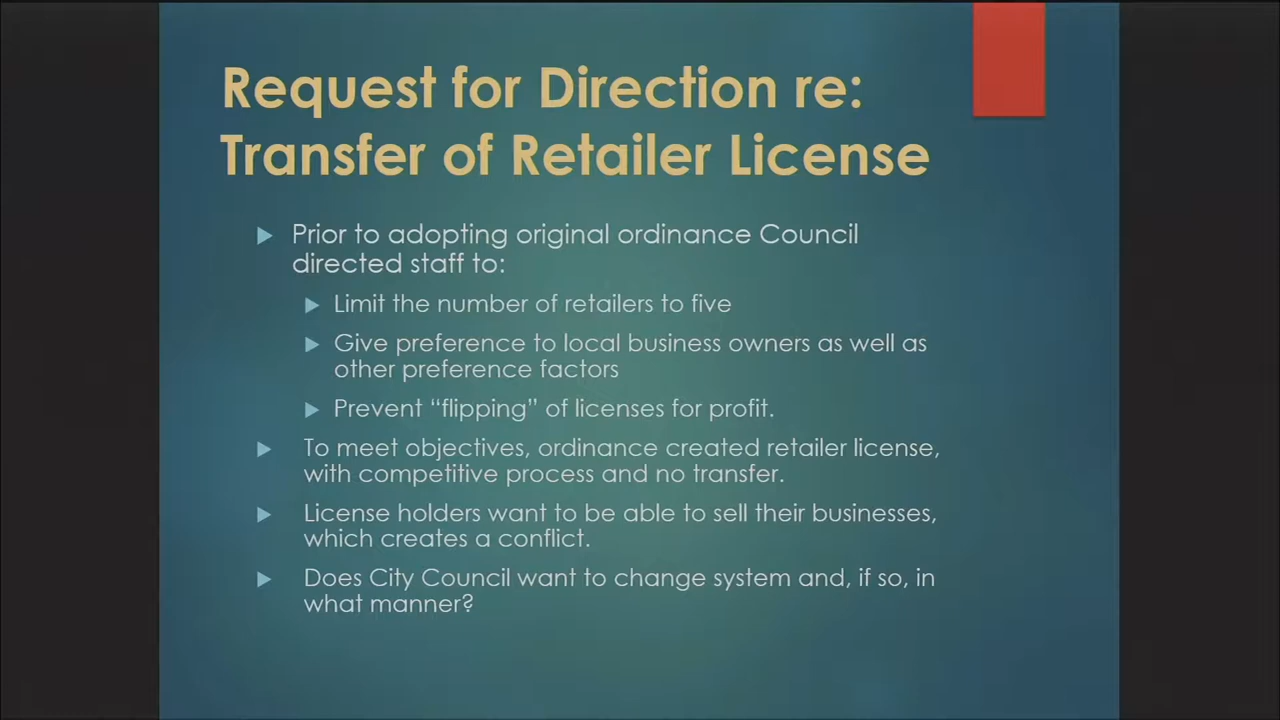 Request for Direction re:
Transfer of Retailer License
Prior to adopting original ordinance Council
directed staff to:
Limit the number of retailers to five
Give preference to local business owners as well as
other preference factors
Prevent “flipping” of licenses for profit.
To meet objectives, ordinance created retailer license,
with competitive process and no transfer.
License holders want to be able to sell their businesses,
which creates a conflict.
Does City Council want to change system and, if so, in
what manner?